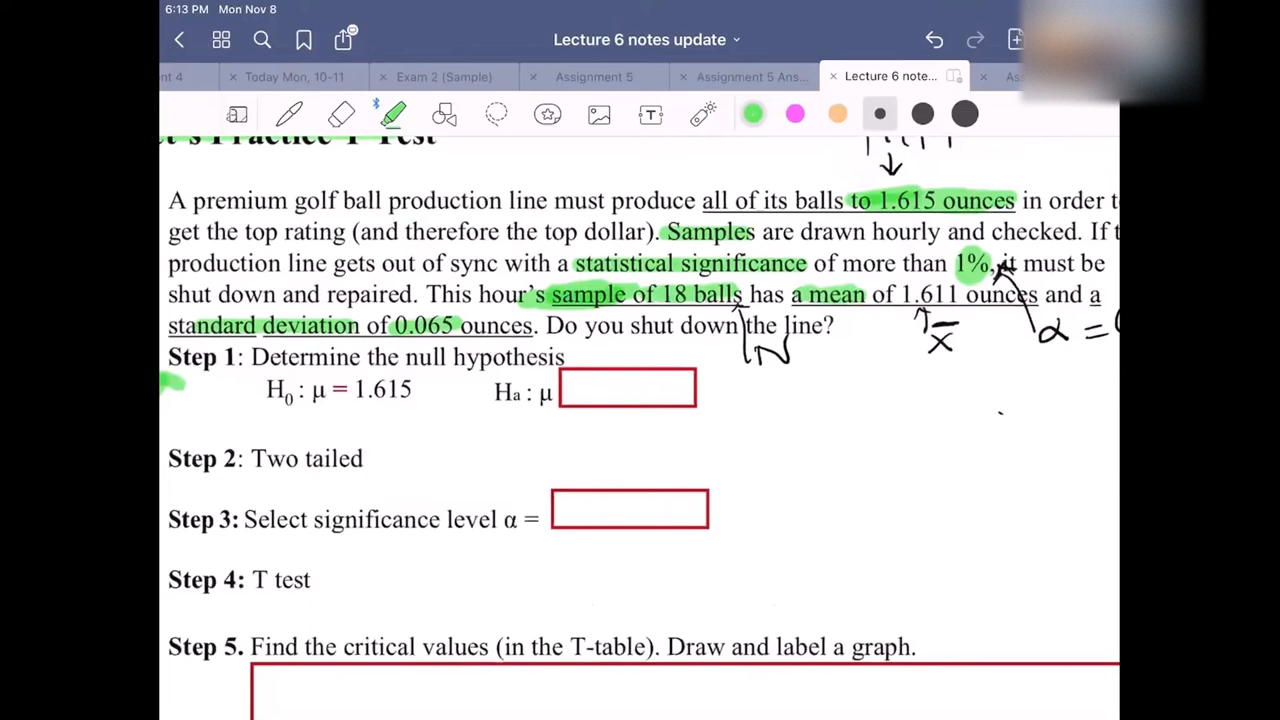 6:13 PM Mon Nov 8
Lecture 6 notes update
nt 4
Today Mon, 10-11
Exam 2 (Sample)
Assignment 5
Assignment 5 Ans...
Lecture 6 note...
As
t's Practice T Test
A premium golf ball production line must produce all of its balls to 1.615 ounces in order t
get the top rating (and therefore the top dollar). Samples are drawn hourly and checked. If t
production line gets out of sync with a statistical significance of more than 1%, it must be
shut down and repaired. This hour's sample of 18 balls has a mean of 1.611 ounces and a
standard deviation of 0.065 ounces. Do you shut down the line?
N
x̄
α =
Step 1: Determine the null hypothesis
H₀ : μ = 1.615 Ha : μ
Step 2: Two tailed
Step 3: Select significance level α =
Step 4: T test
Step 5. Find the critical values (in the T-table). Draw and label a graph.